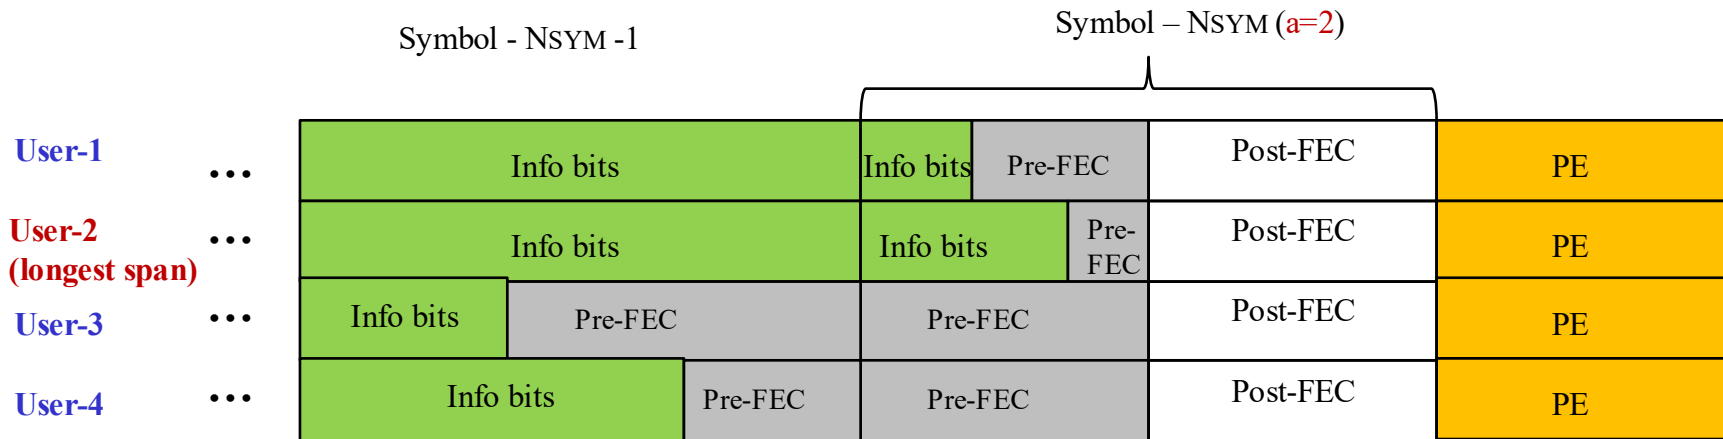 Symbol - NSYM -1
Symbol – NSYM (a=2)
User-1 ... Info bits Info bits Pre-FEC Post-FEC PE
User-2
(longest span) ... Info bits Info bits Pre-
FEC Post-FEC PE
User-3 ... Info bits Pre-FEC Pre-FEC Post-FEC PE
User-4 ... Info bits Pre-FEC Pre-FEC Post-FEC PE